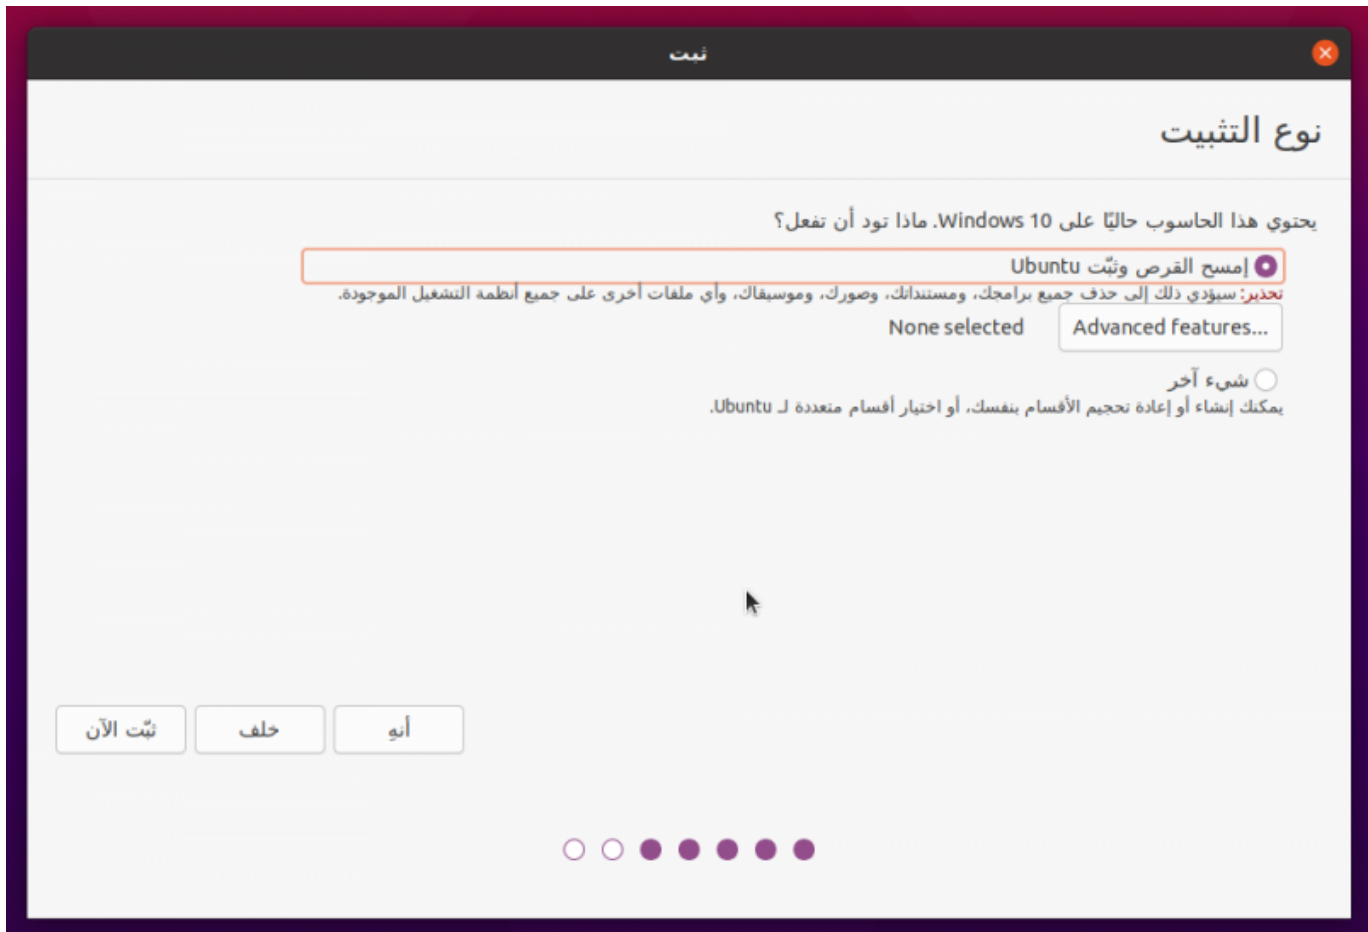 ثبت
نوع التثبيت
يحتوي هذا الحاسوب حاليًا على Windows 10. ماذا تود أن تفعل؟
إمسح القرص وثبّت Ubuntu
تحذير: سيؤدي ذلك إلى حذف جميع برامجك، ومستنداتك، وصورك، وموسيقاك، وأي ملفات أخرى على جميع أنظمة التشغيل الموجودة.
Advanced features... None selected
شيء آخر
يمكنك إنشاء أو إعادة تحجيم الأقسام بنفسك، أو اختيار أقسام متعددة لـ Ubuntu.
أنهِ خلف ثبّت الآن